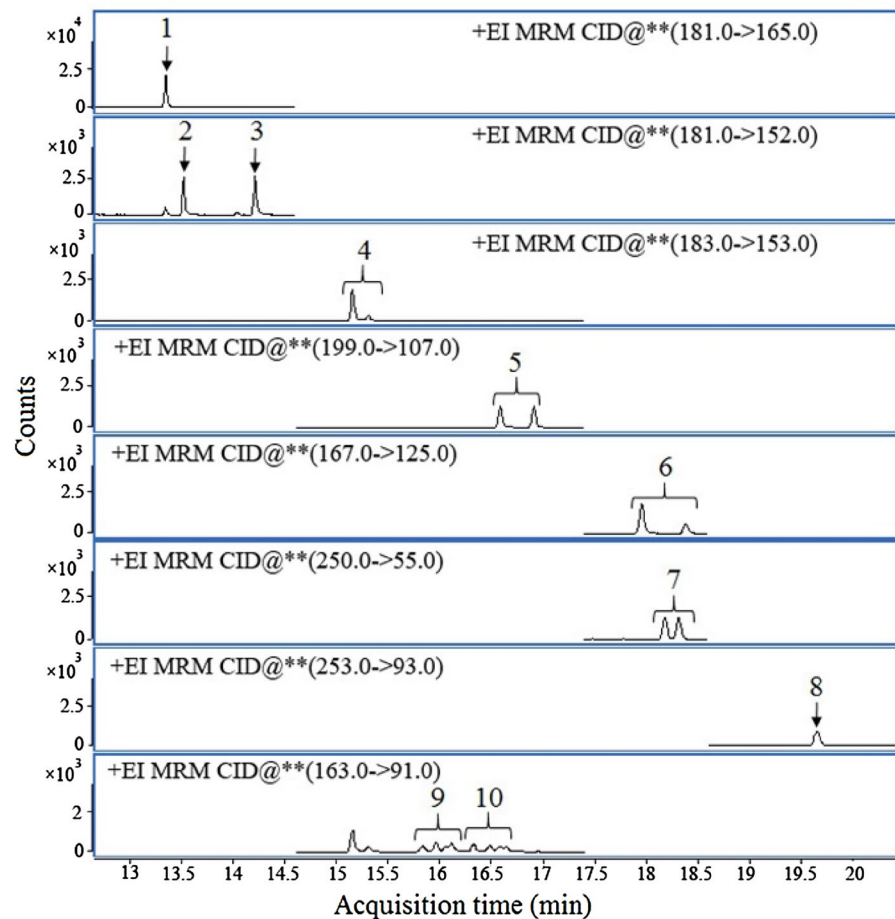 ×10⁴
1
+EI MRM CID@**(181.0->165.0)
2.5
0
×10³
2 3
+EI MRM CID@**(181.0->152.0)
2.5
0
×10³
4
+EI MRM CID@**(183.0->153.0)
2.5
0
+EI MRM CID@**(199.0->107.0)
×10³
5
2.5
0
+EI MRM CID@**(167.0->125.0)
×10³
6
2.5
0
+EI MRM CID@**(250.0->55.0)
×10³
7
2.5
0
+EI MRM CID@**(253.0->93.0)
×10³
8
2.5
0
+EI MRM CID@**(163.0->91.0)
×10³
9 10
2
0
Counts
13 13.5 14 14.5 15 15.5 16 16.5 17 17.5 18 18.5 19 19.5 20
Acquisition time (min)